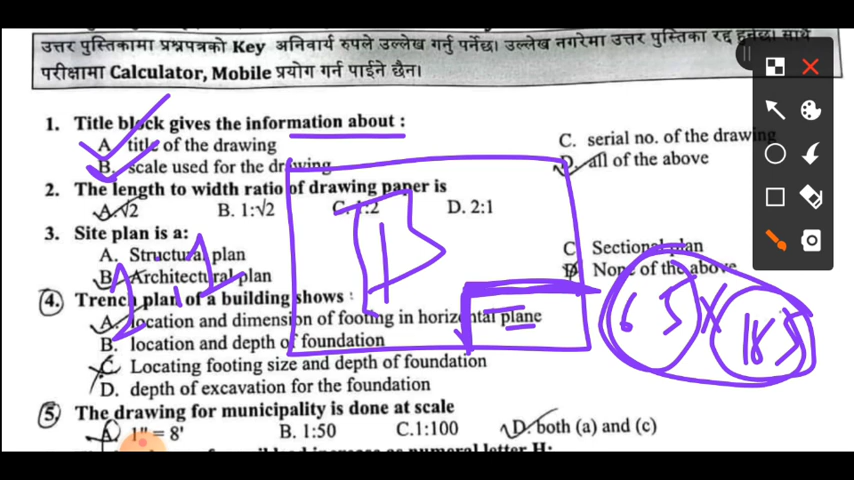 उत्तर पुस्तिकामा प्रश्नपत्रको Key अनिवार्य रुपले उल्लेख गर्नु पर्नेछ। उल्लेख नगरेमा उत्तर पुस्तिका रद्द हुनेछ। साथै
परीक्षामा Calculator, Mobile प्रयोग गर्न पाईने छैन।
1. Title block gives the information about :
A. title of the drawing
C. serial no. of the drawing
B. scale used for the drawing
D. all of the above
2. The length to width ratio of drawing paper is
A. √2 B. 1:√2 C. 1:2 D. 2:1
3. Site plan is a:
A. Structural plan
C. Sectional plan
B. Architectural plan
D. None of the above
4. Trench plan of a building shows :
A. location and dimension of footing in horizental plane
B. location and depth of foundation
C. Locating footing size and depth of foundation
D. depth of excavation for the foundation
5. The drawing for municipality is done at scale
A. 1" = 8' B. 1:50 C.1:100 D. both (a) and (c)
65 X 185